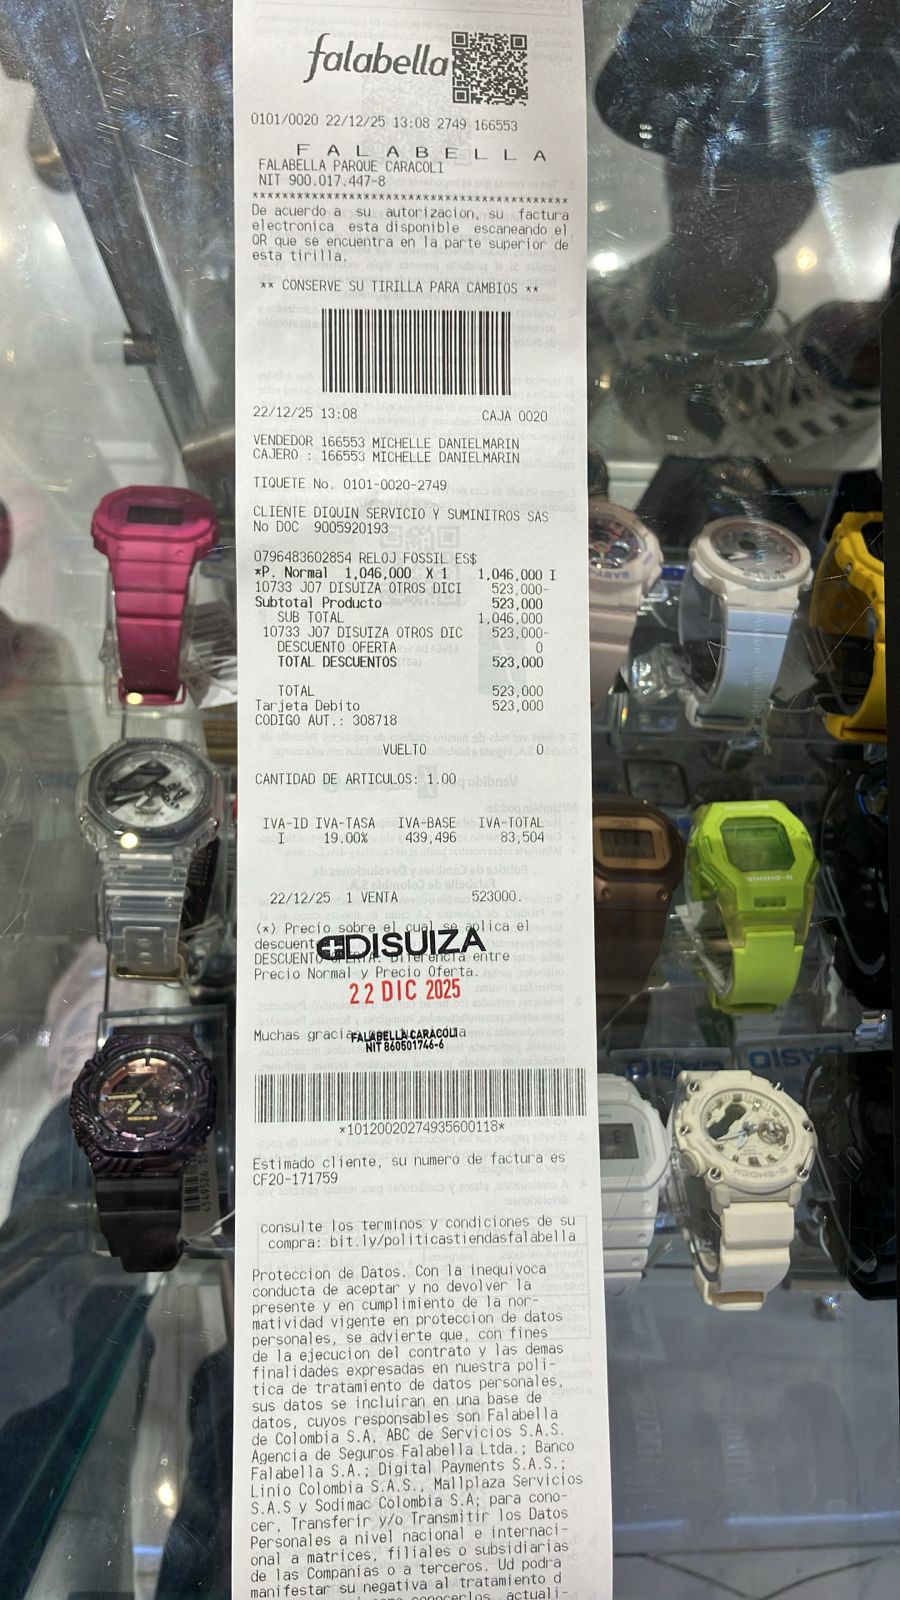 falabella
0101/0020 22/12/25 13:08 2749 166553
F A L A B E L L A
FALABELLA PARQUE CARACOLI
NIT 900.017.447-8
******************************************
De acuerdo a su autorizacion, su factura
electronica esta disponible escaneando el
QR que se encuentra en la parte superior de
esta tirilla.
** CONSERVE SU TIRILLA PARA CAMBIOS **
22/12/25 13:08 CAJA 0020
VENDEDOR 166553 MICHELLE DANIELMARIN
CAJERO : 166553 MICHELLE DANIELMARIN
TIQUETE No. 0101-0020-2749
CLIENTE DIQUIN SERVICIO Y SUMINITROS SAS
No DOC 9005920193
0796483602854 RELOJ FOSSIL ES$
*P. Normal 1,046,000 X 1 1,046,000 I
10733 J07 DISUIZA OTROS DICI 523,000-
Subtotal Producto 523,000
SUB TOTAL 1,046,000
10733 J07 DISUIZA OTROS DIC 523,000-
DESCUENTO OFERTA 0
TOTAL DESCUENTOS 523,000
TOTAL 523,000
Tarjeta Debito 523,000
CODIGO AUT.: 308718
VUELTO 0
CANTIDAD DE ARTICULOS: 1.00
IVA-ID IVA-TASA IVA-BASE IVA-TOTAL
I 19.00% 439,496 83,504
22/12/25 1 VENTA 523000.
(*) Precio sobre el cual se aplica el
descuent
DISUIZA
DESCUENTO OFERTA: Diferencia entre
Precio Normal y Precio Oferta.
22 DIC 2025
Muchas gracias
FALABELLA CARACOLI
NIT 860501746-6
*10120020274935600118*
Estimado cliente, su numero de factura es
CF20-171759
consulte los terminos y condiciones de su
compra: bit.ly/politicastiendasfalabella
Proteccion de Datos. Con la inequivoca
conducta de aceptar y no devolver la
presente y en cumplimiento de la nor-
matividad vigente en proteccion de datos
personales, se advierte que, con fines
de la ejecucion del contrato y las demas
finalidades expresadas en nuestra poli-
tica de tratamiento de datos personales,
sus datos se incluiran en una base de
datos, cuyos responsables son Falabella
de Colombia S.A, ABC de Servicios S.A.S.
Agencia de Seguros Falabella Ltda.; Banco
Falabella S.A.; Digital Payments S.A.S.;
Linio Colombia S.A.S., Mallplaza Servicios
S.A.S y Sodimac Colombia S.A; para cono-
cer, Transferir y/o Transmitir los Datos
Personales a nivel nacional e internaci-
onal a matrices, filiales o subsidiarias
de las Companias o a terceros. Ud podra
manifestar su negativa al tratamiento d
conocerlos, actuali-
G-SHOCK
CASIO